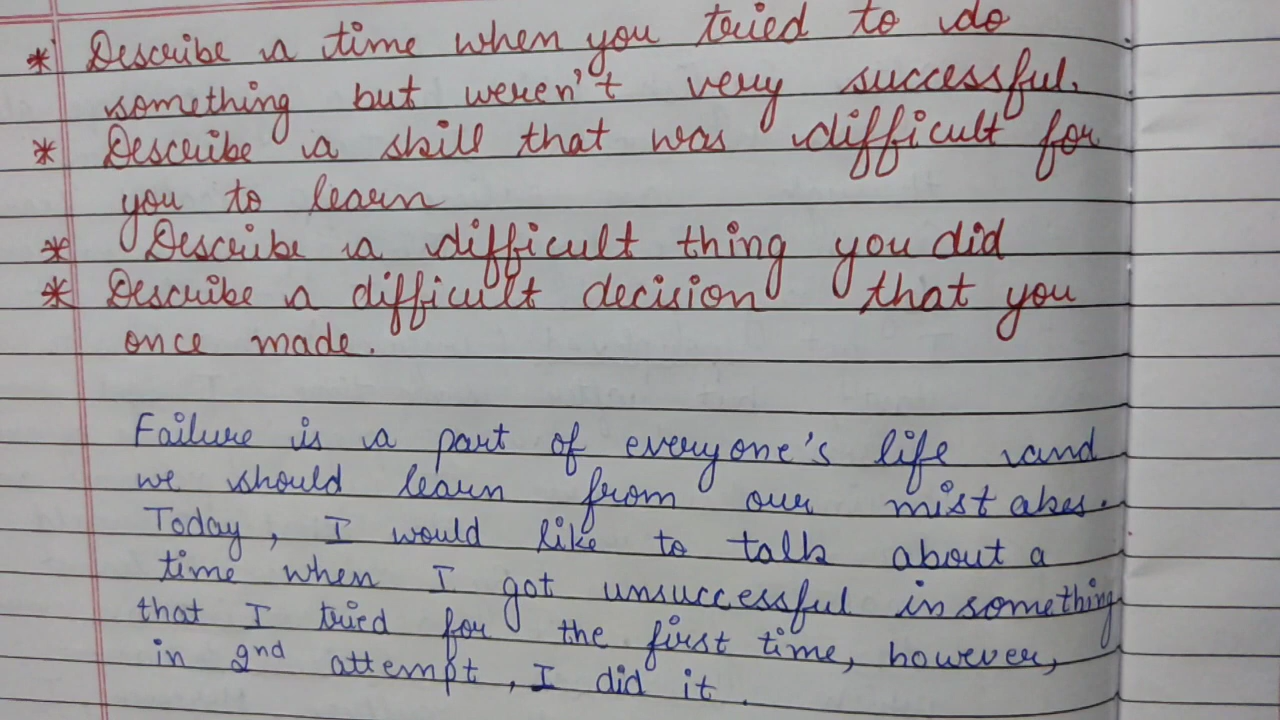 * Describe a time when you tried to do
something but weren't very successful.
* Describe a skill that was difficult for
you to learn
* Describe a difficult thing you did
* Describe a difficult decision that you
once made.
Failure is a part of everyone's life and
we should learn from our mistakes.
Today, I would like to talk about a
time when I got unsuccessful in something
that I tried for the first time, however,
in 2nd attempt, I did it.